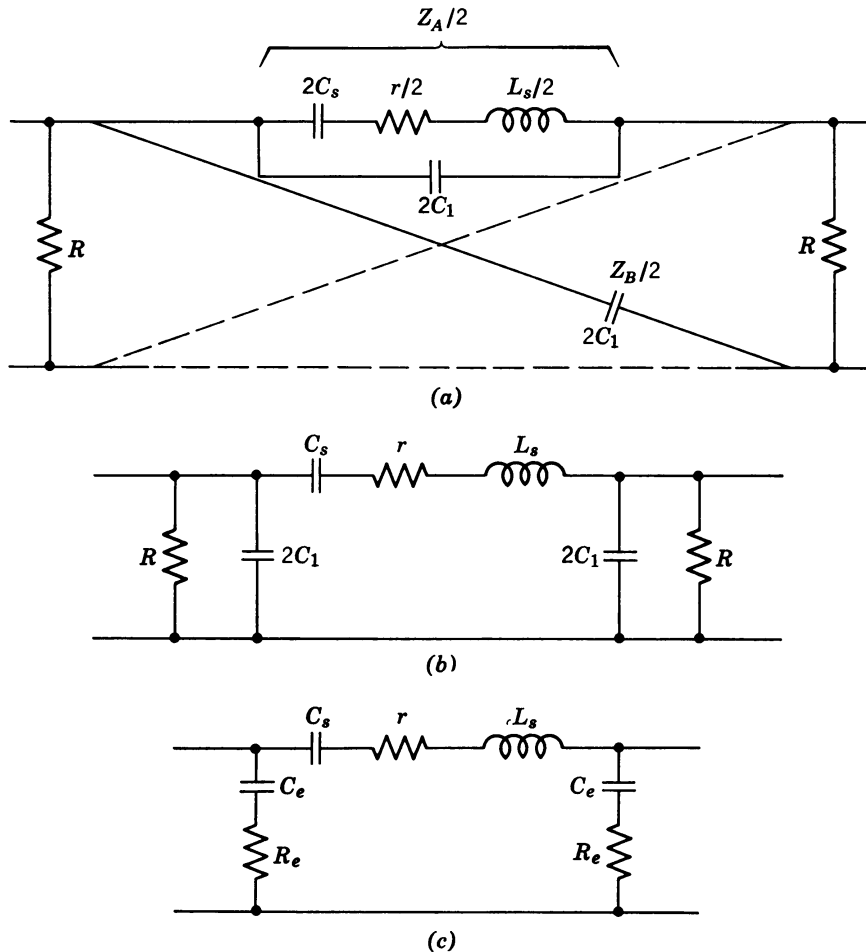 Z_A/2
2C_s r/2 L_s/2
2C_1
R
R
Z_B/2
2C_1
(a)
C_s r L_s
R 2C_1 2C_1 R
(b)
C_s r L_s
C_e C_e
R_e R_e
(c)